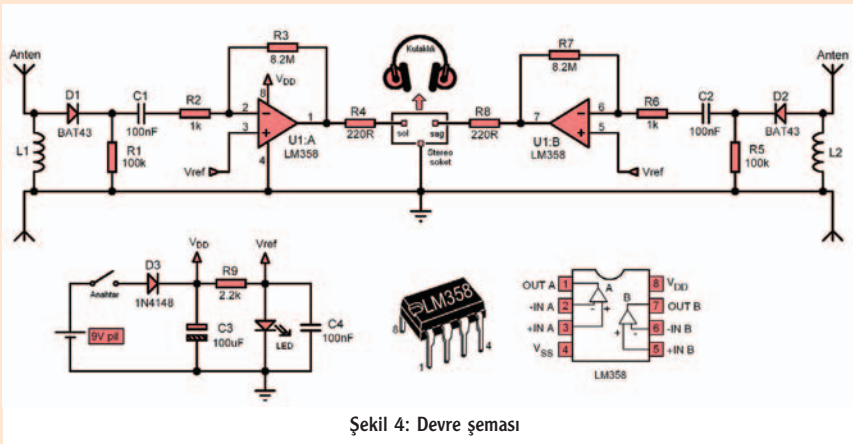 Anten
D1
BAT43
C1
100nF
R2
1k
R3
8.2M
VDD
8
2
3
4
1
U1:A
LM358
R4
220R
Kulaklık
sol
sag
Stereo
soket
R8
220R
R7
8.2M
7
6
5
U1:B
LM358
R6
1k
C2
100nF
D2
BAT43
Anten
L1
R1
100k
Vref
Vref
R5
100k
L2
Anahtar
D3
1N4148
VDD
R9
2.2k
Vref
9V pil
C3
100uF
LED
C4
100nF
LM358
8
1
4
OUT A 1
-IN A 2
+IN A 3
VSS 4
A
B
- +
+ -
8 VDD
7 OUT B
6 -IN B
5 +IN B
LM358
Şekil 4: Devre şeması